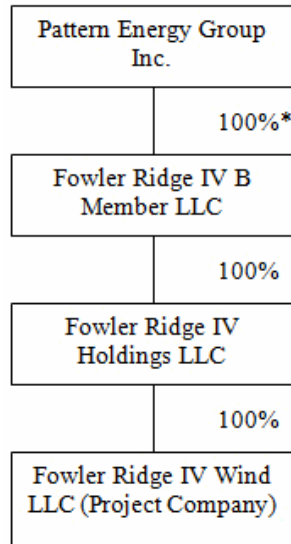 Pattern Energy Group
Inc.
100%*
Fowler Ridge IV B
Member LLC
100%
Fowler Ridge IV
Holdings LLC
100%
Fowler Ridge IV Wind
LLC (Project Company)